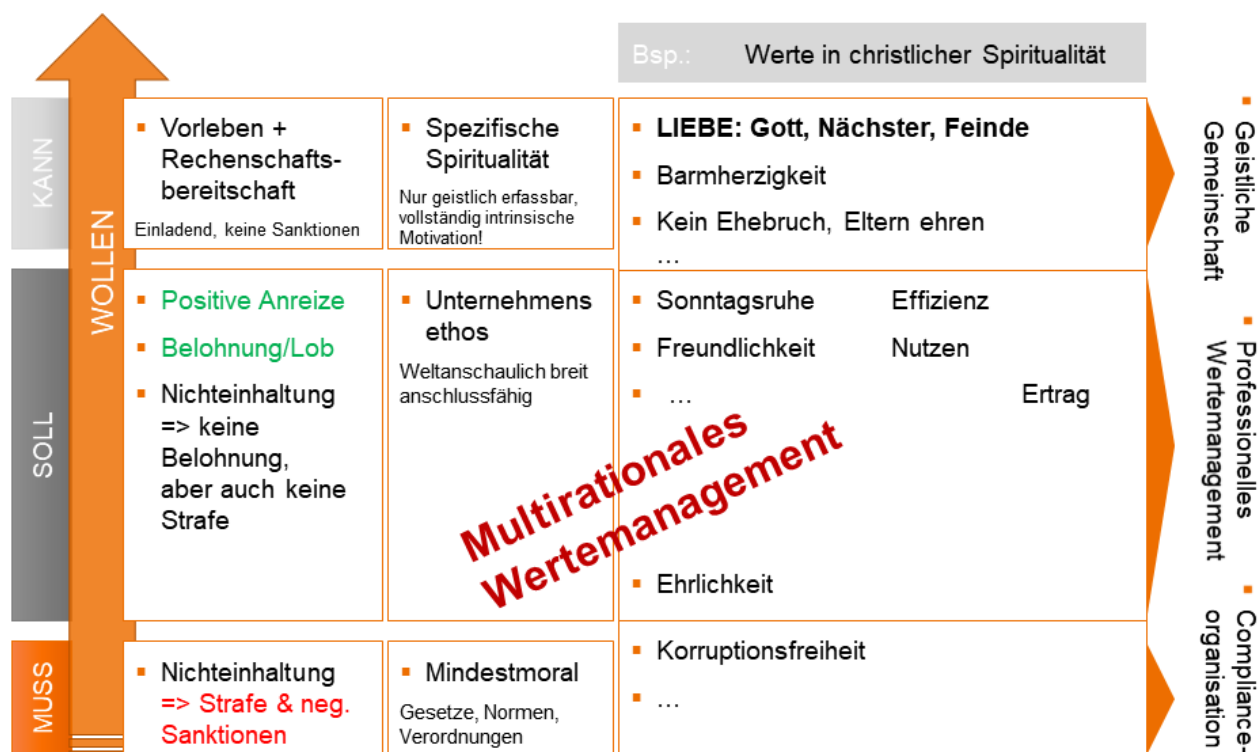 Bsp.: Werte in christlicher Spiritualität
KANN
WOLLEN
▪ Vorleben +
Rechenschafts-
bereitschaft
Einladend, keine Sanktionen
▪ Spezifische
Spiritualität
Nur geistlich erfassbar,
vollständig intrinsische
Motivation!
▪ LIEBE: Gott, Nächster, Feinde
▪ Barmherzigkeit
▪ Kein Ehebruch, Eltern ehren
…
▪ Geistliche
Gemeinschaft
SOLL
▪ Positive Anreize
▪ Belohnung/Lob
▪ Nichteinhaltung
=> keine
Belohnung,
aber auch keine
Strafe
▪ Unternehmens
ethos
Weltanschaulich breit
anschlussfähig
▪ Sonntagsruhe Effizienz
▪ Freundlichkeit Nutzen
▪ … Ertrag
▪ Ehrlichkeit
Multirationales
Wertemanagement
▪ Professionelles
Wertemanagement
MUSS
▪ Nichteinhaltung
=> Strafe & neg.
Sanktionen
▪ Mindestmoral
Gesetze, Normen,
Verordnungen
▪ Korruptionsfreiheit
▪ …
▪ Compliance-
organisation